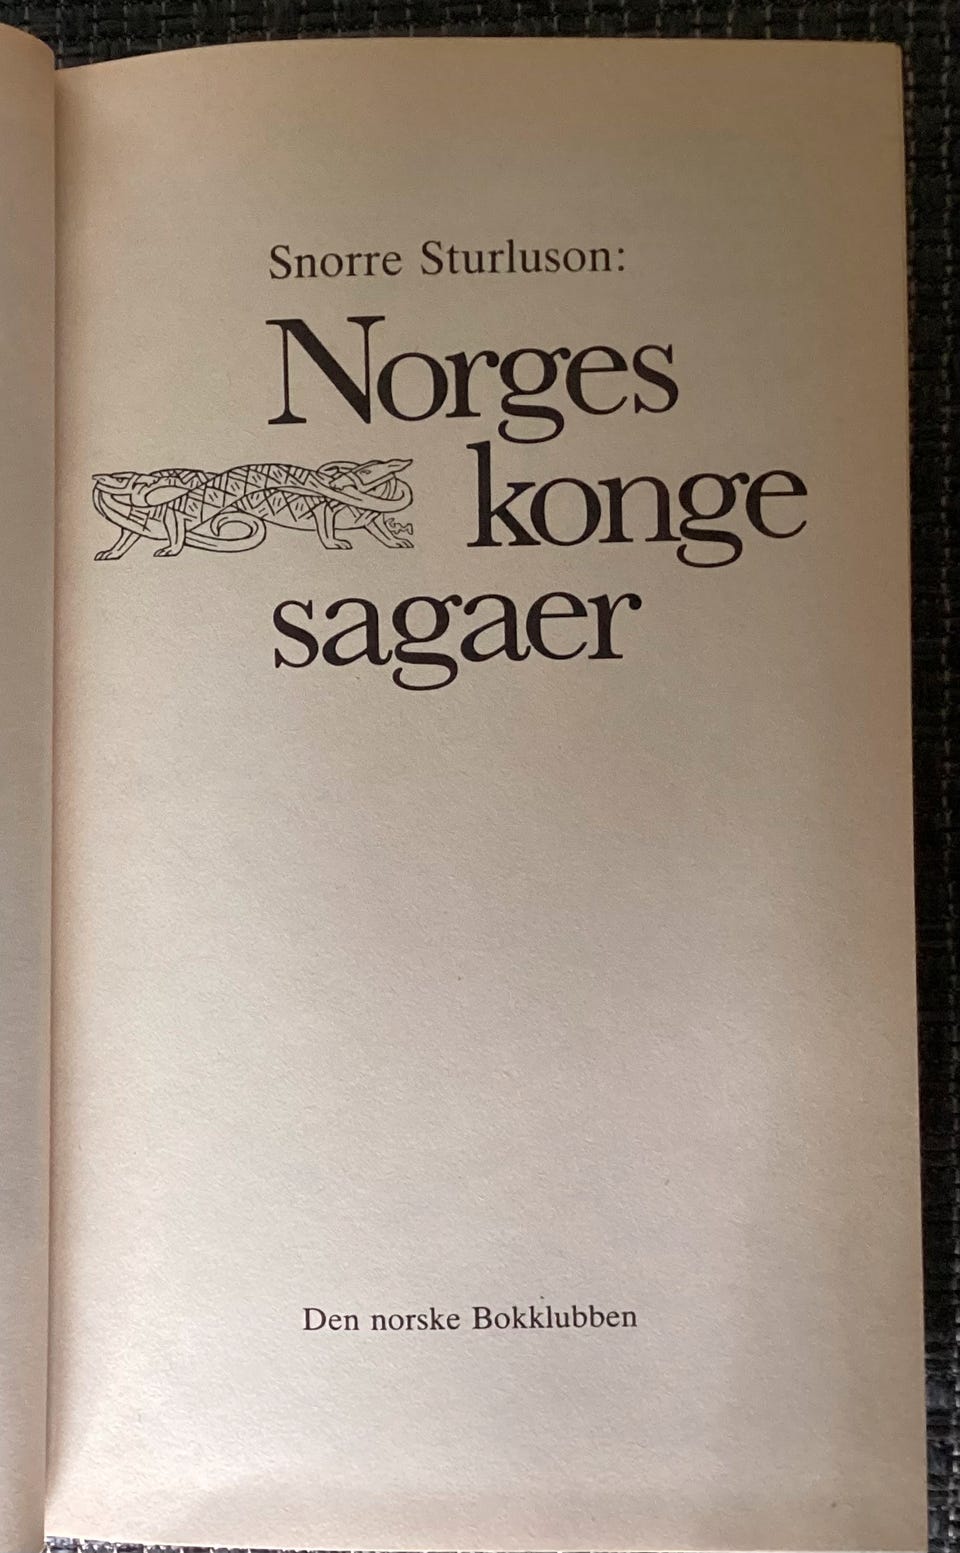 Snorre Sturluson:
Norges
konge
sagaer
Den norske Bokklubben